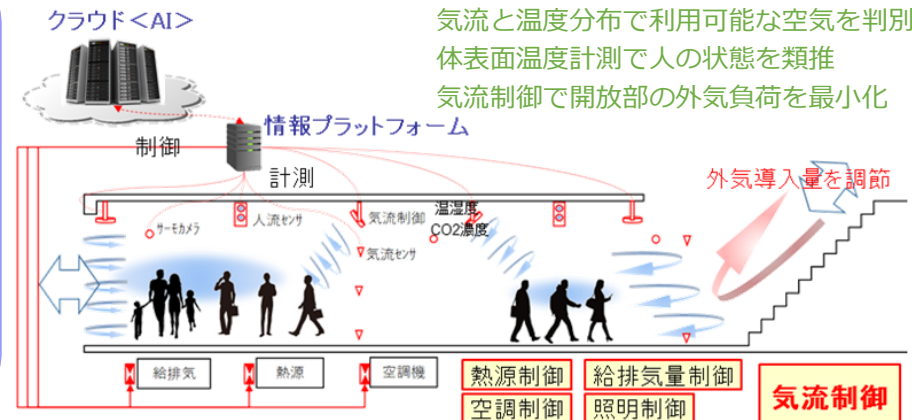 クラウド<AI>
気流と温度分布で利用可能な空気を判別
体表面温度計測で人の状態を類推
気流制御で開放部の外気負荷を最小化
情報プラットフォーム
制御
計測
外気導入量を調節
サーモカメラ
人流センサ
気流制御
温湿度
CO2濃度
気流センサ
給排気
熱源
空調機
熱源制御
給排気量制御
空調制御
照明制御
気流制御